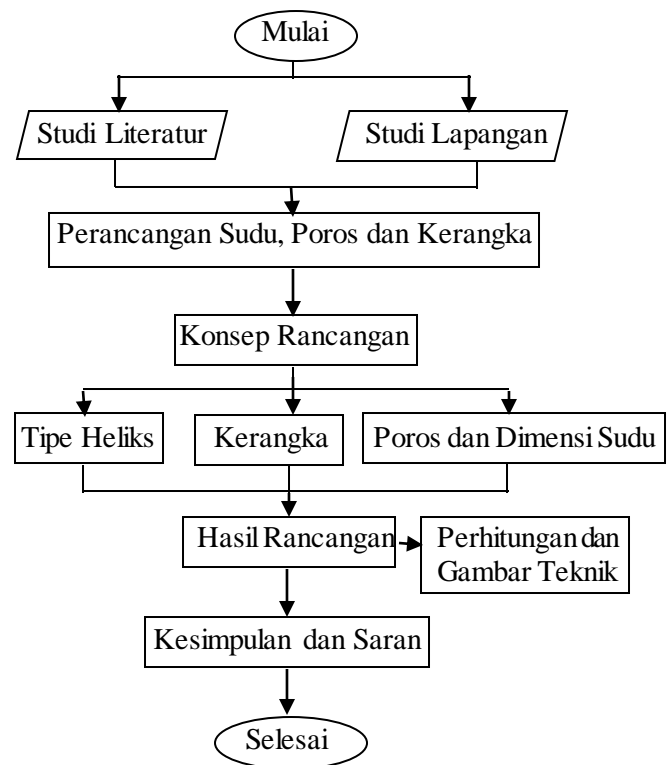 Mulai
Studi Literatur
Studi Lapangan
Perancangan Sudu, Poros dan Kerangka
Konsep Rancangan
Tipe Heliks
Kerangka
Poros dan Dimensi Sudu
Hasil Rancangan
Perhitungan dan
Gambar Teknik
Kesimpulan dan Saran
Selesai